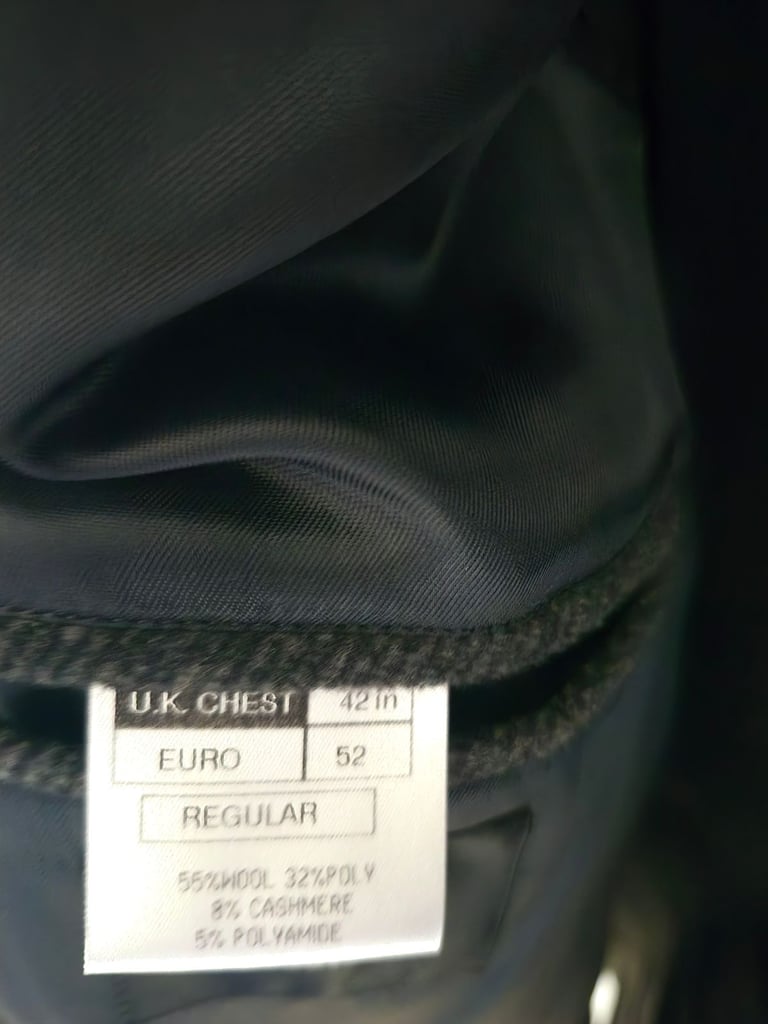 U.K. CHEST 42 in
EURO 52
REGULAR
55%WOOL 32%POLY
8% CASHMERE
5% POLYAMIDE